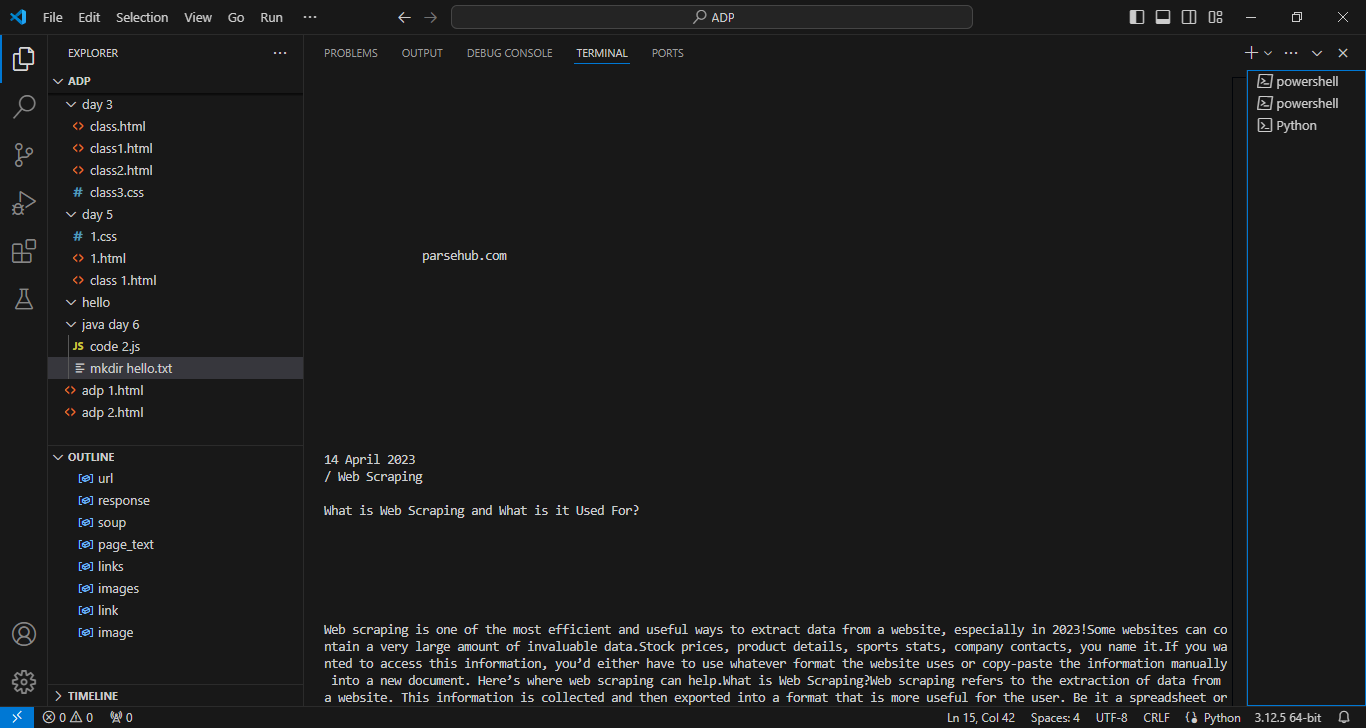 File Edit Selection View Go Run ···
ADP
EXPLORER
ADP
day 3
class.html
class1.html
class2.html
# class3.css
day 5
# 1.css
1.html
class 1.html
hello
java day 6
JS code 2.js
mkdir hello.txt
adp 1.html
adp 2.html
OUTLINE
url
response
soup
page_text
links
images
link
image
TIMELINE
PROBLEMS OUTPUT DEBUG CONSOLE TERMINAL PORTS
parsehub.com
14 April 2023
/ Web Scraping
What is Web Scraping and What is it Used For?
Web scraping is one of the most efficient and useful ways to extract data from a website, especially in 2023!Some websites can co
ntain a very large amount of invaluable data.Stock prices, product details, sports stats, company contacts, you name it.If you wa
nted to access this information, you’d either have to use whatever format the website uses or copy-paste the information manually
into a new document. Here’s where web scraping can help.What is Web Scraping?Web scraping refers to the extraction of data from
a website. This information is collected and then exported into a format that is more useful for the user. Be it a spreadsheet or
powershell
powershell
Python
0 0 0 Ln 15, Col 42 Spaces: 4 UTF-8 CRLF Python 3.12.5 64-bit